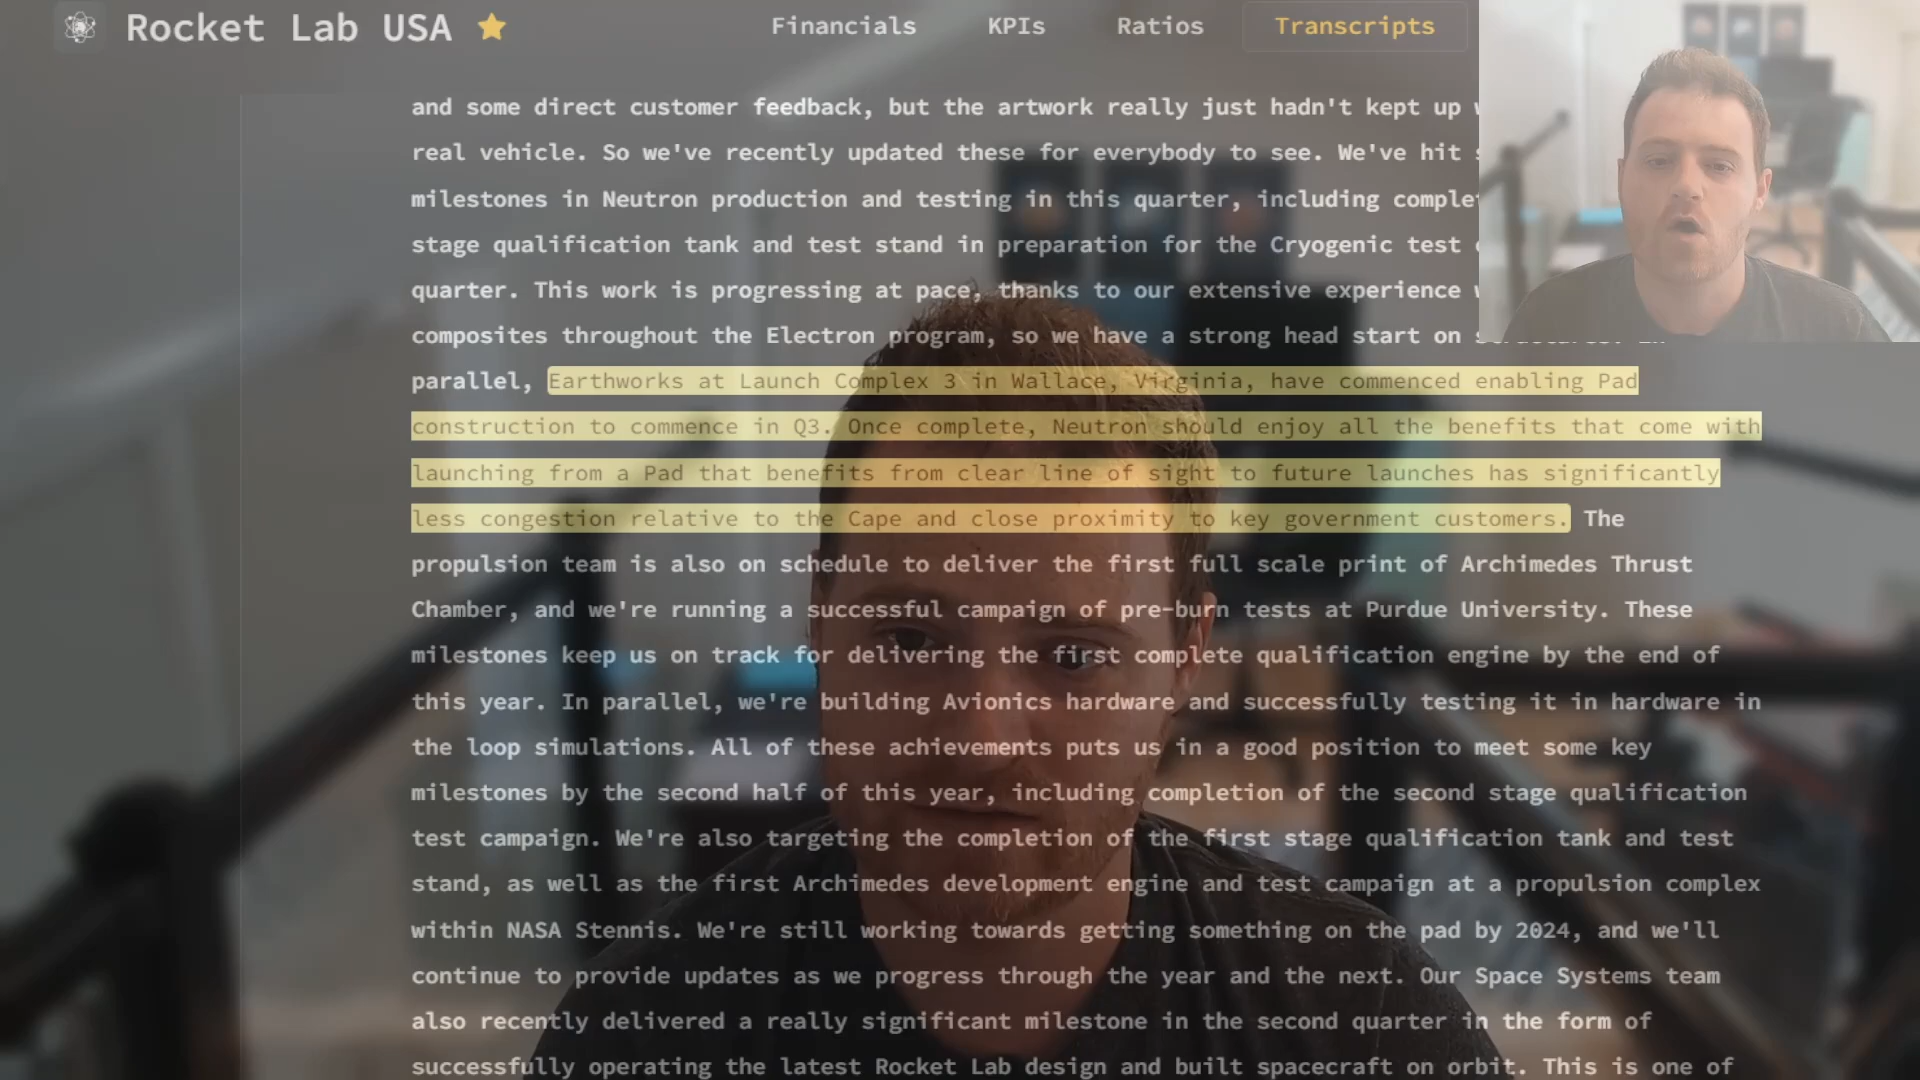 Rocket Lab USA
Financials KPIs Ratios Transcripts
and some direct customer feedback, but the artwork really just hadn't kept up
real vehicle. So we've recently updated these for everybody to see. We've hit
milestones in Neutron production and testing in this quarter, including
stage qualification tank and test stand in preparation for the Cryogenic test
quarter. This work is progressing at pace, thanks to our extensive experience
composites throughout the Electron program, so we have a strong head start on
parallel, Earthworks at Launch Complex 3 in Wallace, Virginia, have commenced enabling Pad
construction to commence in Q3. Once complete, Neutron should enjoy all the benefits that come with
launching from a Pad that benefits from clear line of sight to future launches has significantly
less congestion relative to the Cape and close proximity to key government customers. The
propulsion team is also on schedule to deliver the first full scale print of Archimedes Thrust
Chamber, and we're running a successful campaign of pre-burn tests at Purdue University. These
milestones keep us on track for delivering the first complete qualification engine by the end of
this year. In parallel, we're building Avionics hardware and successfully testing it in hardware in
the loop simulations. All of these achievements puts us in a good position to meet some key
milestones by the second half of this year, including completion of the second stage qualification
test campaign. We're also targeting the completion of the first stage qualification tank and test
stand, as well as the first Archimedes development engine and test campaign at a propulsion complex
within NASA Stennis. We're still working towards getting something on the pad by 2024, and we'll
continue to provide updates as we progress through the year and the next. Our Space Systems team
also recently delivered a really significant milestone in the second quarter in the form of
successfully operating the latest Rocket Lab design and built spacecraft on orbit. This is one of